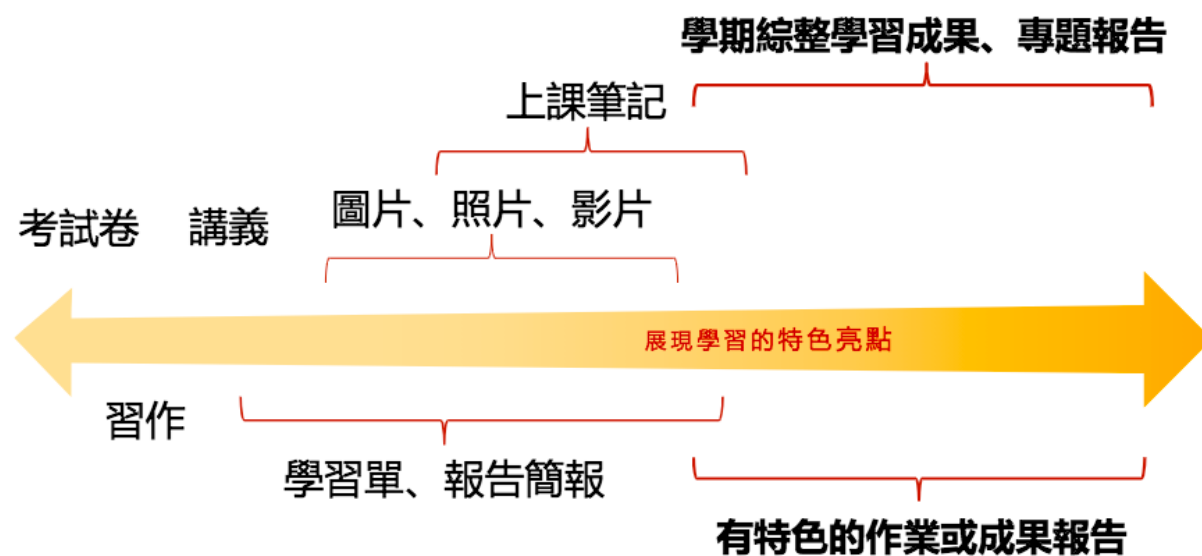 學期綜整學習成果、專題報告
上課筆記
圖片、照片、影片
考試卷 講義
展現學習的特色亮點
習作
學習單、報告簡報
有特色的作業或成果報告